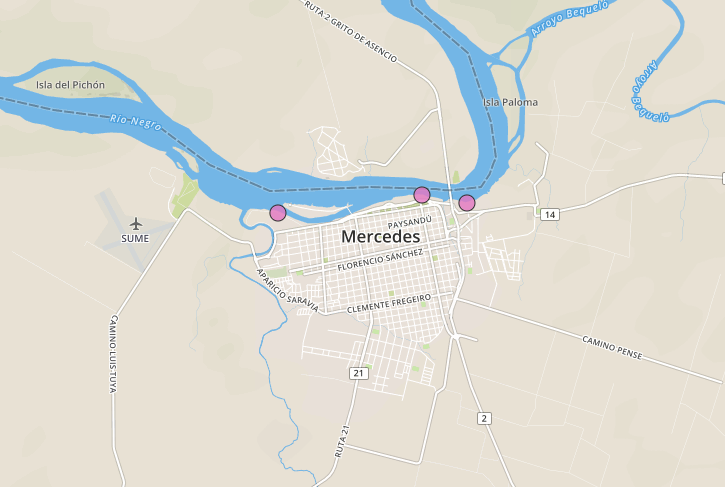 RUTA 2 GRITO DE ASENCIO
Arroyo Bequeló
Isla del Pichón
Arroyo
Bequeló
Isla Paloma
Río Negro
14
PAYSANDÚ
SUME
Mercedes
FLORENCIO SÁNCHEZ
APARICIO SARAVIA
CLEMENTE FREGEIRO
CAMINO LUIS TUYA
CAMINO PENSE
21
2
RUTA 21